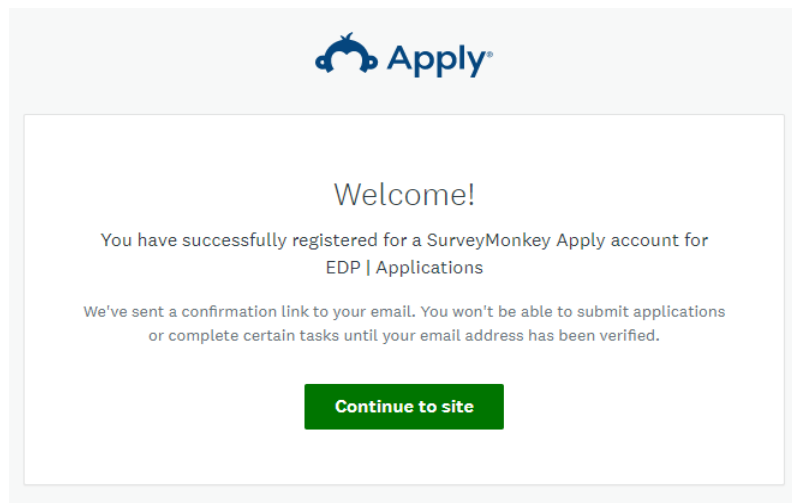 Apply®
Welcome!
You have successfully registered for a SurveyMonkey Apply account for
EDP | Applications
We've sent a confirmation link to your email. You won't be able to submit applications
or complete certain tasks until your email address has been verified.
Continue to site